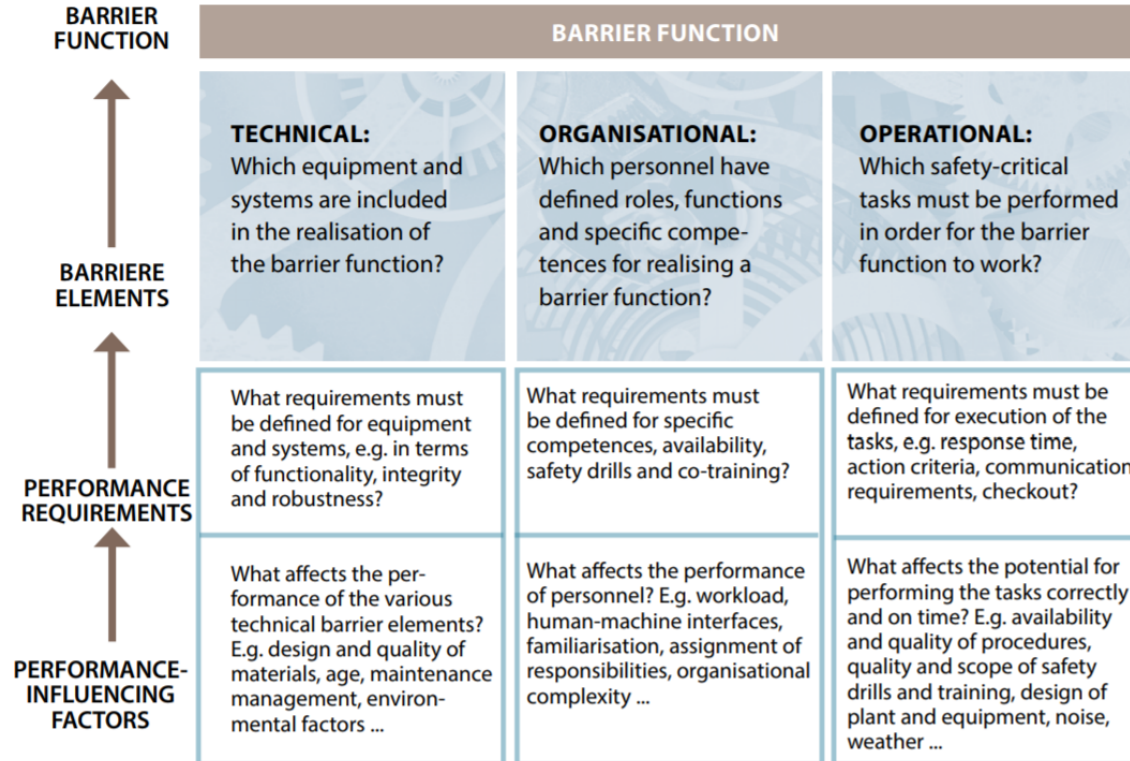 BARRIER
FUNCTION
BARRIER FUNCTION
TECHNICAL:
Which equipment and
systems are included
in the realisation of
the barrier function?
ORGANISATIONAL:
Which personnel have
defined roles, functions
and specific compe-
tences for realising a
barrier function?
OPERATIONAL:
Which safety-critical
tasks must be performed
in order for the barrier
function to work?
BARRIERE
ELEMENTS
What requirements must
be defined for equipment
and systems, e.g. in terms
of functionality, integrity
and robustness?
What requirements must
be defined for specific
competences, availability,
safety drills and co-training?
What requirements must be
defined for execution of the
tasks, e.g. response time,
action criteria, communication
requirements, checkout?
PERFORMANCE
REQUIREMENTS
What affects the per-
formance of the various
technical barrier elements?
E.g. design and quality of
materials, age, maintenance
management, environ-
mental factors ...
What affects the performance
of personnel? E.g. workload,
human-machine interfaces,
familiarisation, assignment of
responsibilities, organisational
complexity ...
What affects the potential for
performing the tasks correctly
and on time? E.g. availability
and quality of procedures,
quality and scope of safety
drills and training, design of
plant and equipment, noise,
weather ...
PERFORMANCE-
INFLUENCING
FACTORS